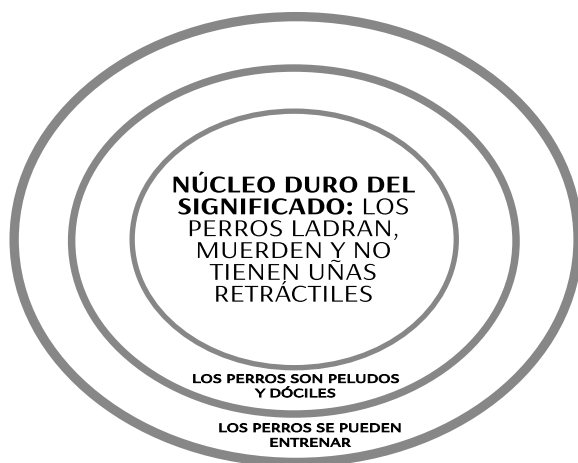 NÚCLEO DURO DEL
SIGNIFICADO: LOS
PERROS LADRAN,
MUERDEN Y NO
TIENEN UÑAS
RETRÁCTILES
LOS PERROS SON PELUDOS
Y DÓCILES
LOS PERROS SE PUEDEN
ENTRENAR